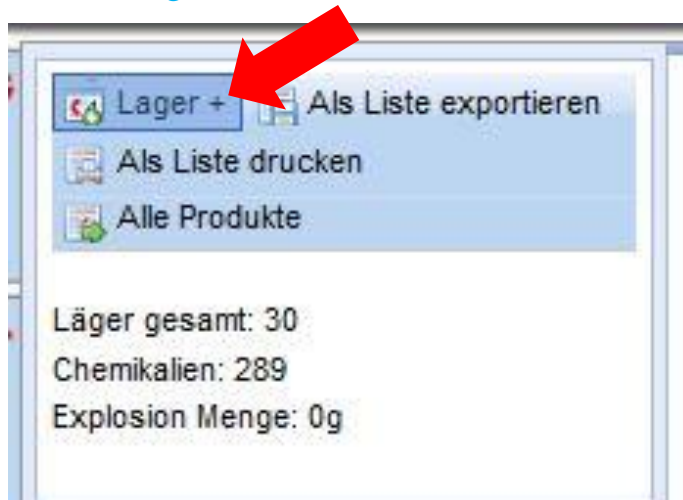 Lager + Als Liste exportieren
Als Liste drucken
Alle Produkte
Läger gesamt: 30
Chemikalien: 289
Explosion Menge: 0g